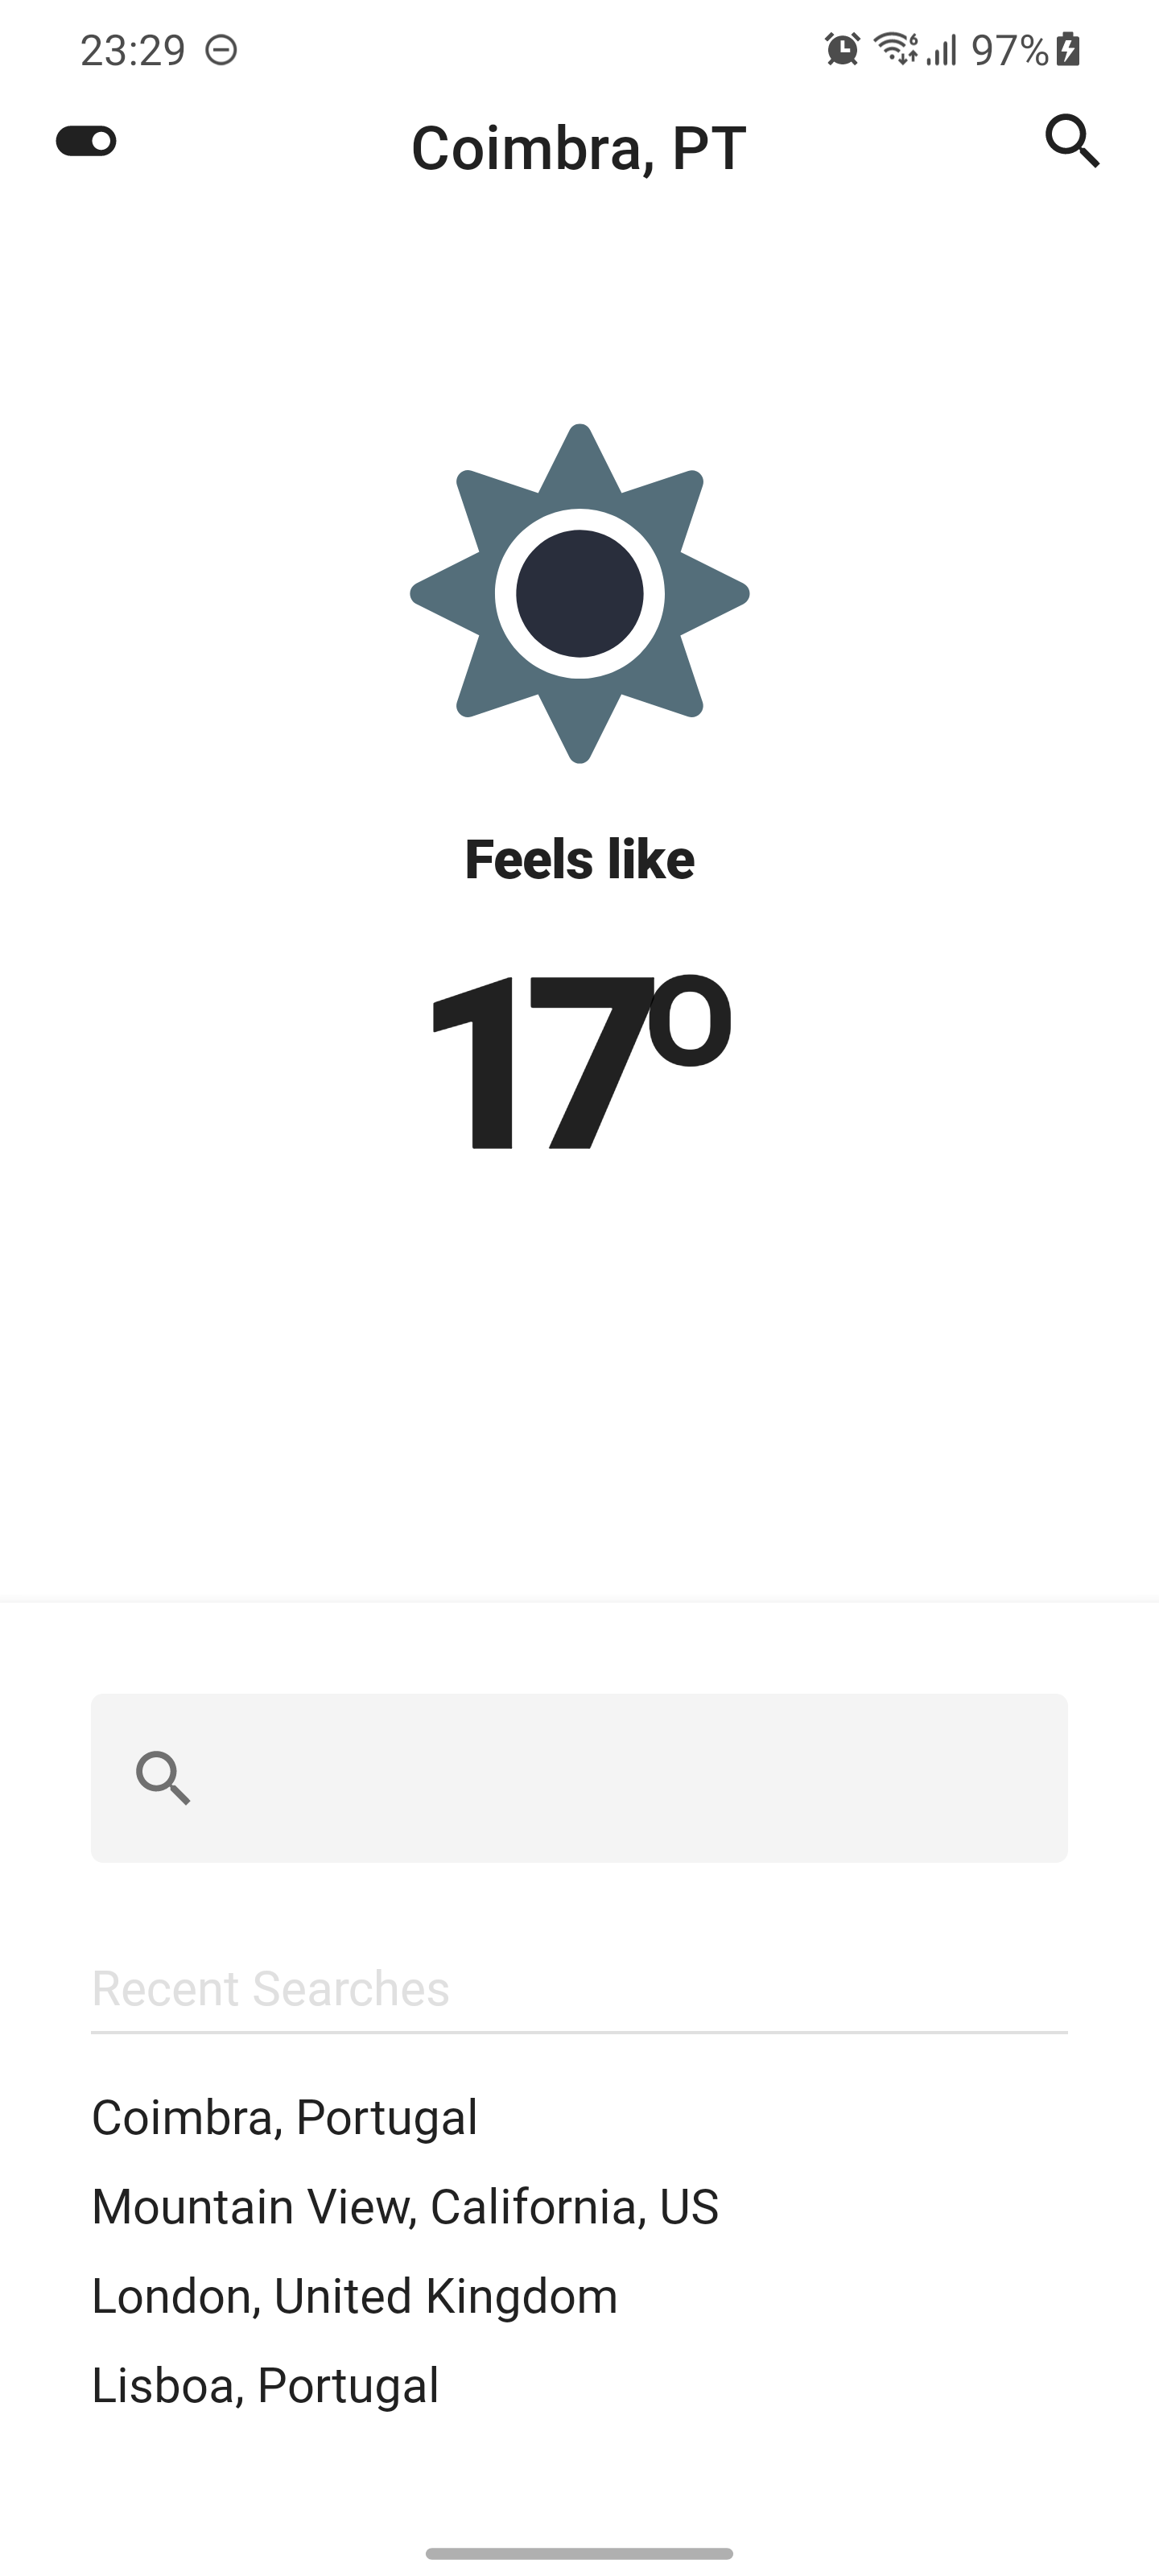 23:29 97%
Coimbra, PT
Feels like
17º
Recent Searches
Coimbra, Portugal
Mountain View, California, US
London, United Kingdom
Lisboa, Portugal